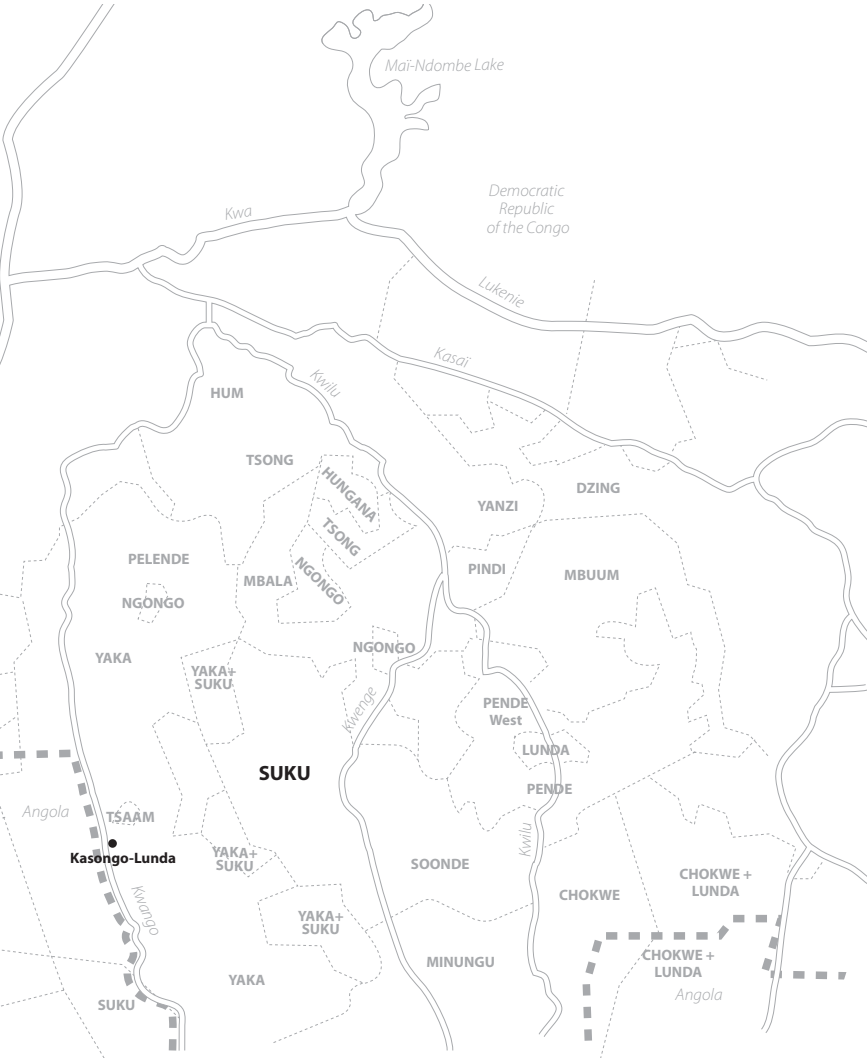 Maï-Ndombe Lake
Democratic
Republic
of the Congo
Kwa
Lukenie
Kasaï
Kwilu
HUM
TSONG
HUNGANA
YANZI
DZING
TSONG
PELENDE
MBALA
NGONGO
PINDI
MBUUM
NGONGO
YAKA
NGONGO
YAKA+
SUKU
Kwenge
PENDE
West
LUNDA
SUKU
PENDE
Angola
TSAAM
Kasongo-Lunda
YAKA+
SUKU
Kwilu
SOONDE
CHOKWE
CHOKWE +
LUNDA
Kwango
YAKA+
SUKU
MINUNGU
CHOKWE +
LUNDA
YAKA
Angola
SUKU